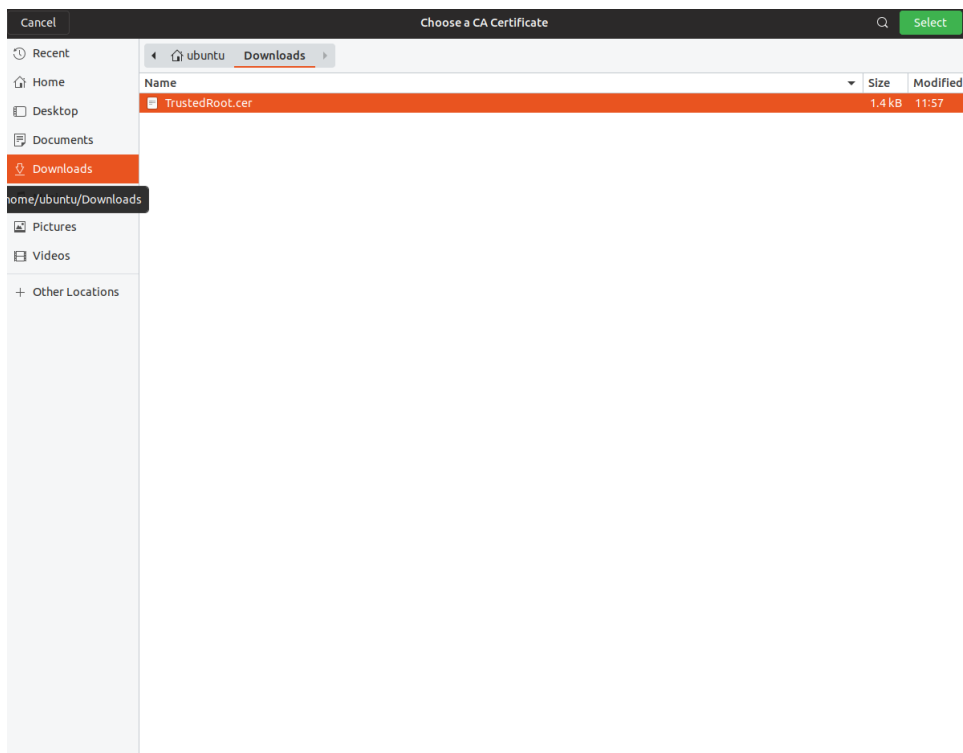 Cancel
Choose a CA Certificate
Select
Recent
Home
Desktop
Documents
Downloads
home/ubuntu/Downloads
Pictures
Videos
Other Locations
ubuntu Downloads
Name Size Modified
TrustedRoot.cer 1.4 kB 11:57